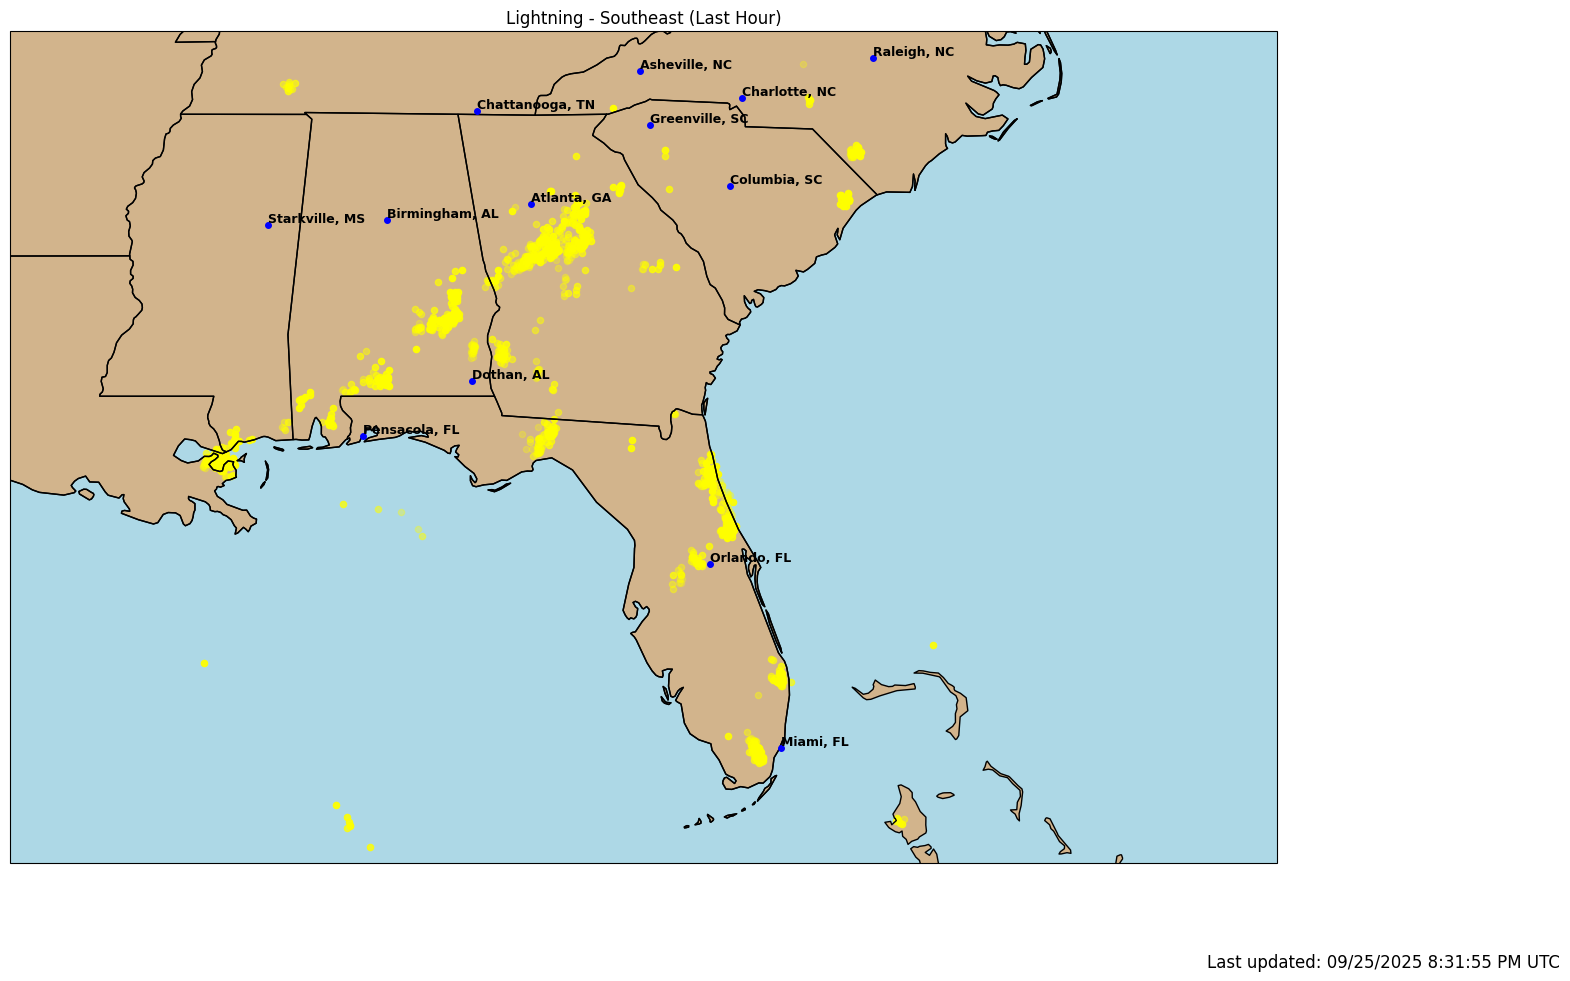 Lightning - Southeast (Last Hour)
Raleigh, NC
Asheville, NC
Charlotte, NC
Chattanooga, TN
Greenville, SC
Columbia, SC
Atlanta, GA
Birmingham, AL
Starkville, MS
Dothan, AL
Pensacola, FL
Orlando, FL
Miami, FL
Last updated: 09/25/2025 8:31:55 PM UTC